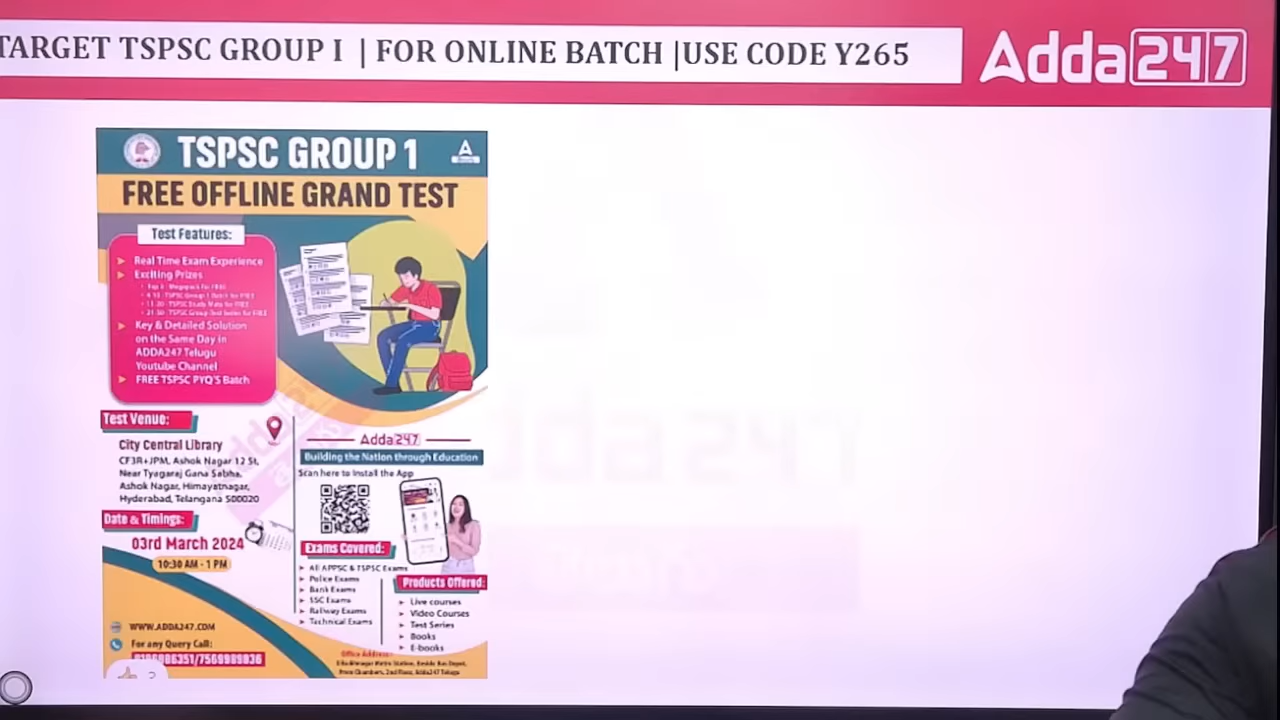 TARGET TSPSC GROUP I | FOR ONLINE BATCH |USE CODE Y265
Adda247
TSPSC GROUP 1
FREE OFFLINE GRAND TEST
Test Features:
Real Time Exam Experience
Exciting Prizes
Key & Detailed Solution
on the Same Day in
ADDA247 Telugu
Youtube Channel
FREE TSPSC PYQ'S Batch
Test Venue:
City Central Library
CF3R+JPM, Ashok Nagar 12 St,
Near Tyagaraj Gana Sabha,
Ashok Nagar, Himayatnagar,
Hyderabad, Telangana 500020
Date & Timings:
03rd March 2024
10:30 AM - 1 PM
WWW.ADDA247.COM
For any Query Call:
Adda247
Building the Nation through Education
Scan here to Install the App
Exams Covered:
All APPSC & TSPSC Exams
Police Exams
Bank Exams
SSC Exams
Railway Exams
Technical Exams
Products Offered:
Live courses
Video Courses
Test Series
Books
E-books
Office Address: